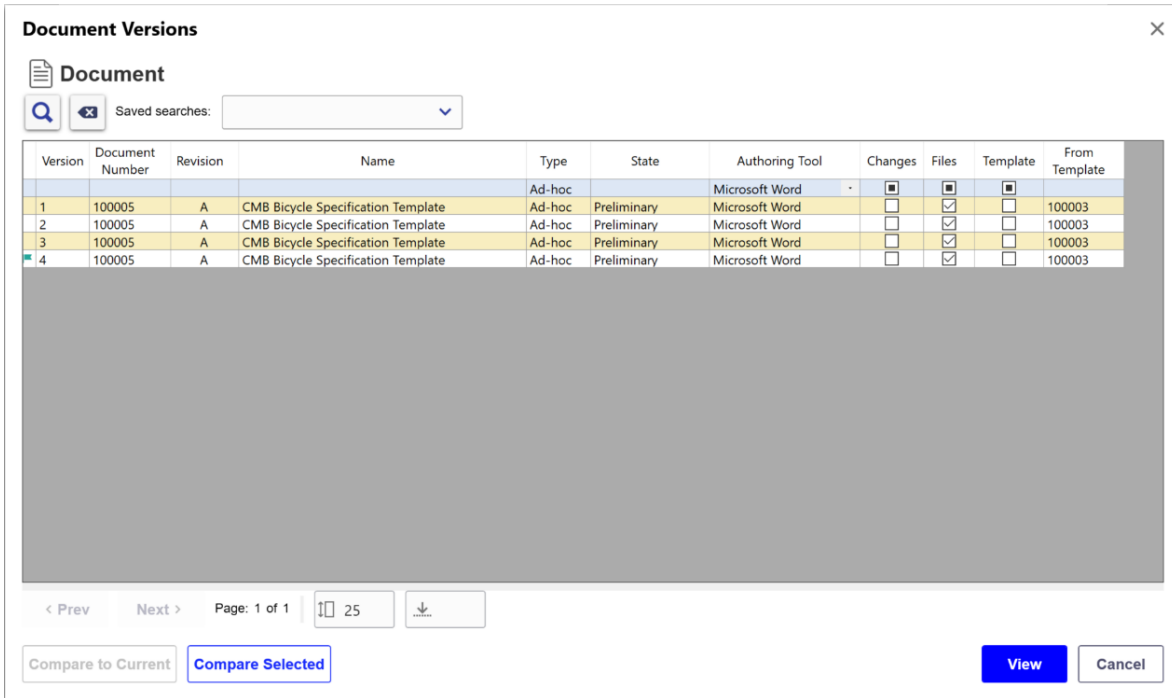 Document Versions
Document
Saved searches:
Version Document Number Revision Name Type State Authoring Tool Changes Files Template From Template
Ad-hoc Microsoft Word
1 100005 A CMB Bicycle Specification Template Ad-hoc Preliminary Microsoft Word 100003
2 100005 A CMB Bicycle Specification Template Ad-hoc Preliminary Microsoft Word 100003
3 100005 A CMB Bicycle Specification Template Ad-hoc Preliminary Microsoft Word 100003
4 100005 A CMB Bicycle Specification Template Ad-hoc Preliminary Microsoft Word 100003
< Prev Next > Page: 1 of 1 25
Compare to Current Compare Selected View Cancel